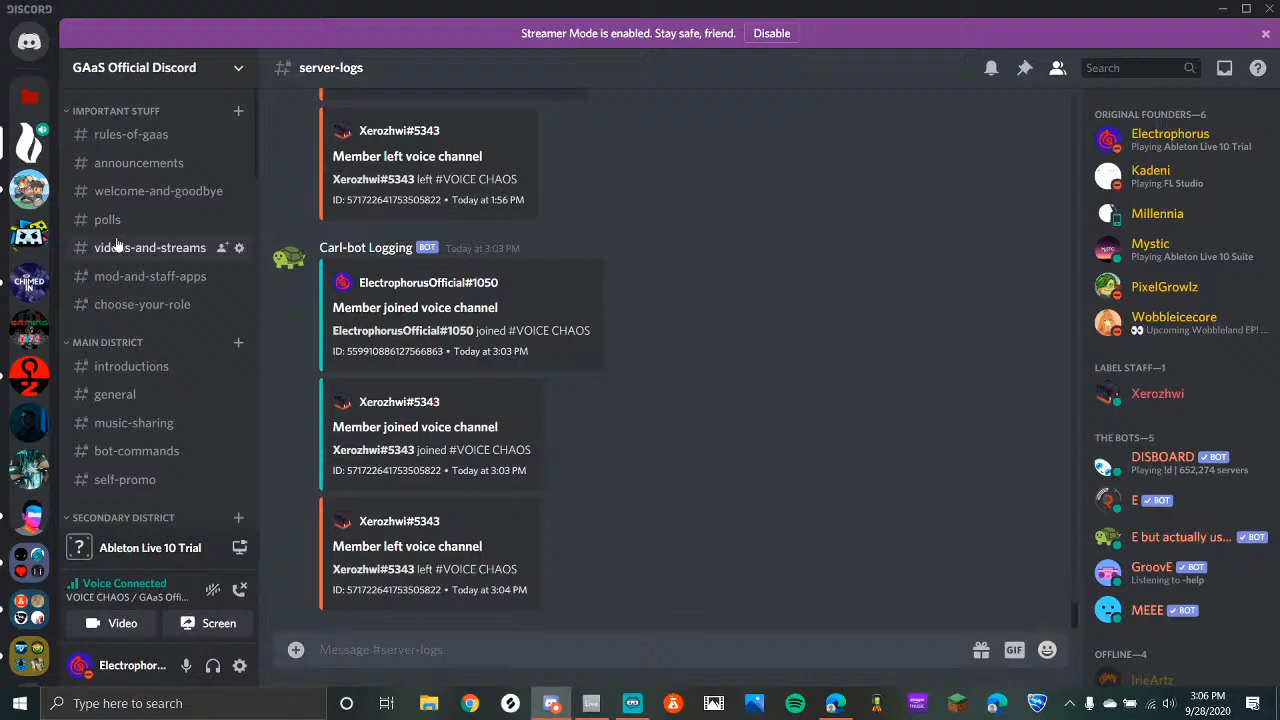 DISCORD
Streamer Mode is enabled. Stay safe, friend.
Disable
GAaS Official Discord
server-logs
Search
IMPORTANT STUFF
rules-of-gaas
announcements
welcome-and-goodbye
polls
videos-and-streams
mod-and-staff-apps
choose-your-role
MAIN DISTRICT
introductions
general
music-sharing
bot-commands
self-promo
SECONDARY DISTRICT
Ableton Live 10 Trial
Voice Connected
VOICE CHAOS / GAaS Offi...
Video
Screen
Electrophor...
CHIMED IN
Xerozhwi#5343
Member left voice channel
Xerozhwi#5343 left #VOICE CHAOS
ID: 571722641753505822 • Today at 1:56 PM
Carl-bot Logging BOT Today at 3:03 PM
ElectrophorusOfficial#1050
Member joined voice channel
ElectrophorusOfficial#1050 joined #VOICE CHAOS
ID: 559910886127566863 • Today at 3:03 PM
Xerozhwi#5343
Member joined voice channel
Xerozhwi#5343 joined #VOICE CHAOS
ID: 571722641753505822 • Today at 3:03 PM
Xerozhwi#5343
Member left voice channel
Xerozhwi#5343 left #VOICE CHAOS
ID: 571722641753505822 • Today at 3:04 PM
Message #server-logs
GIF
ORIGINAL FOUNDERS—6
Electrophorus
Playing Ableton Live 10 Trial
Kadeni
Playing FL Studio
Millennia
Mystic
Playing Ableton Live 10 Suite
PixelGrowlz
Wobbleicecore
👀 Upcoming Wobbleland EP! ...
LABEL STAFF—1
Xerozhwi
THE BOTS—5
DISBOARD ✓ BOT
Playing !d | 652,274 servers
E ✓ BOT
E but actually us... ✓ BOT
GroovE ✓ BOT
Listening to -help
MEEE ✓ BOT
OFFLINE—4
IrieArtz
Type here to search
Live
music
3:06 PM
9/28/2020